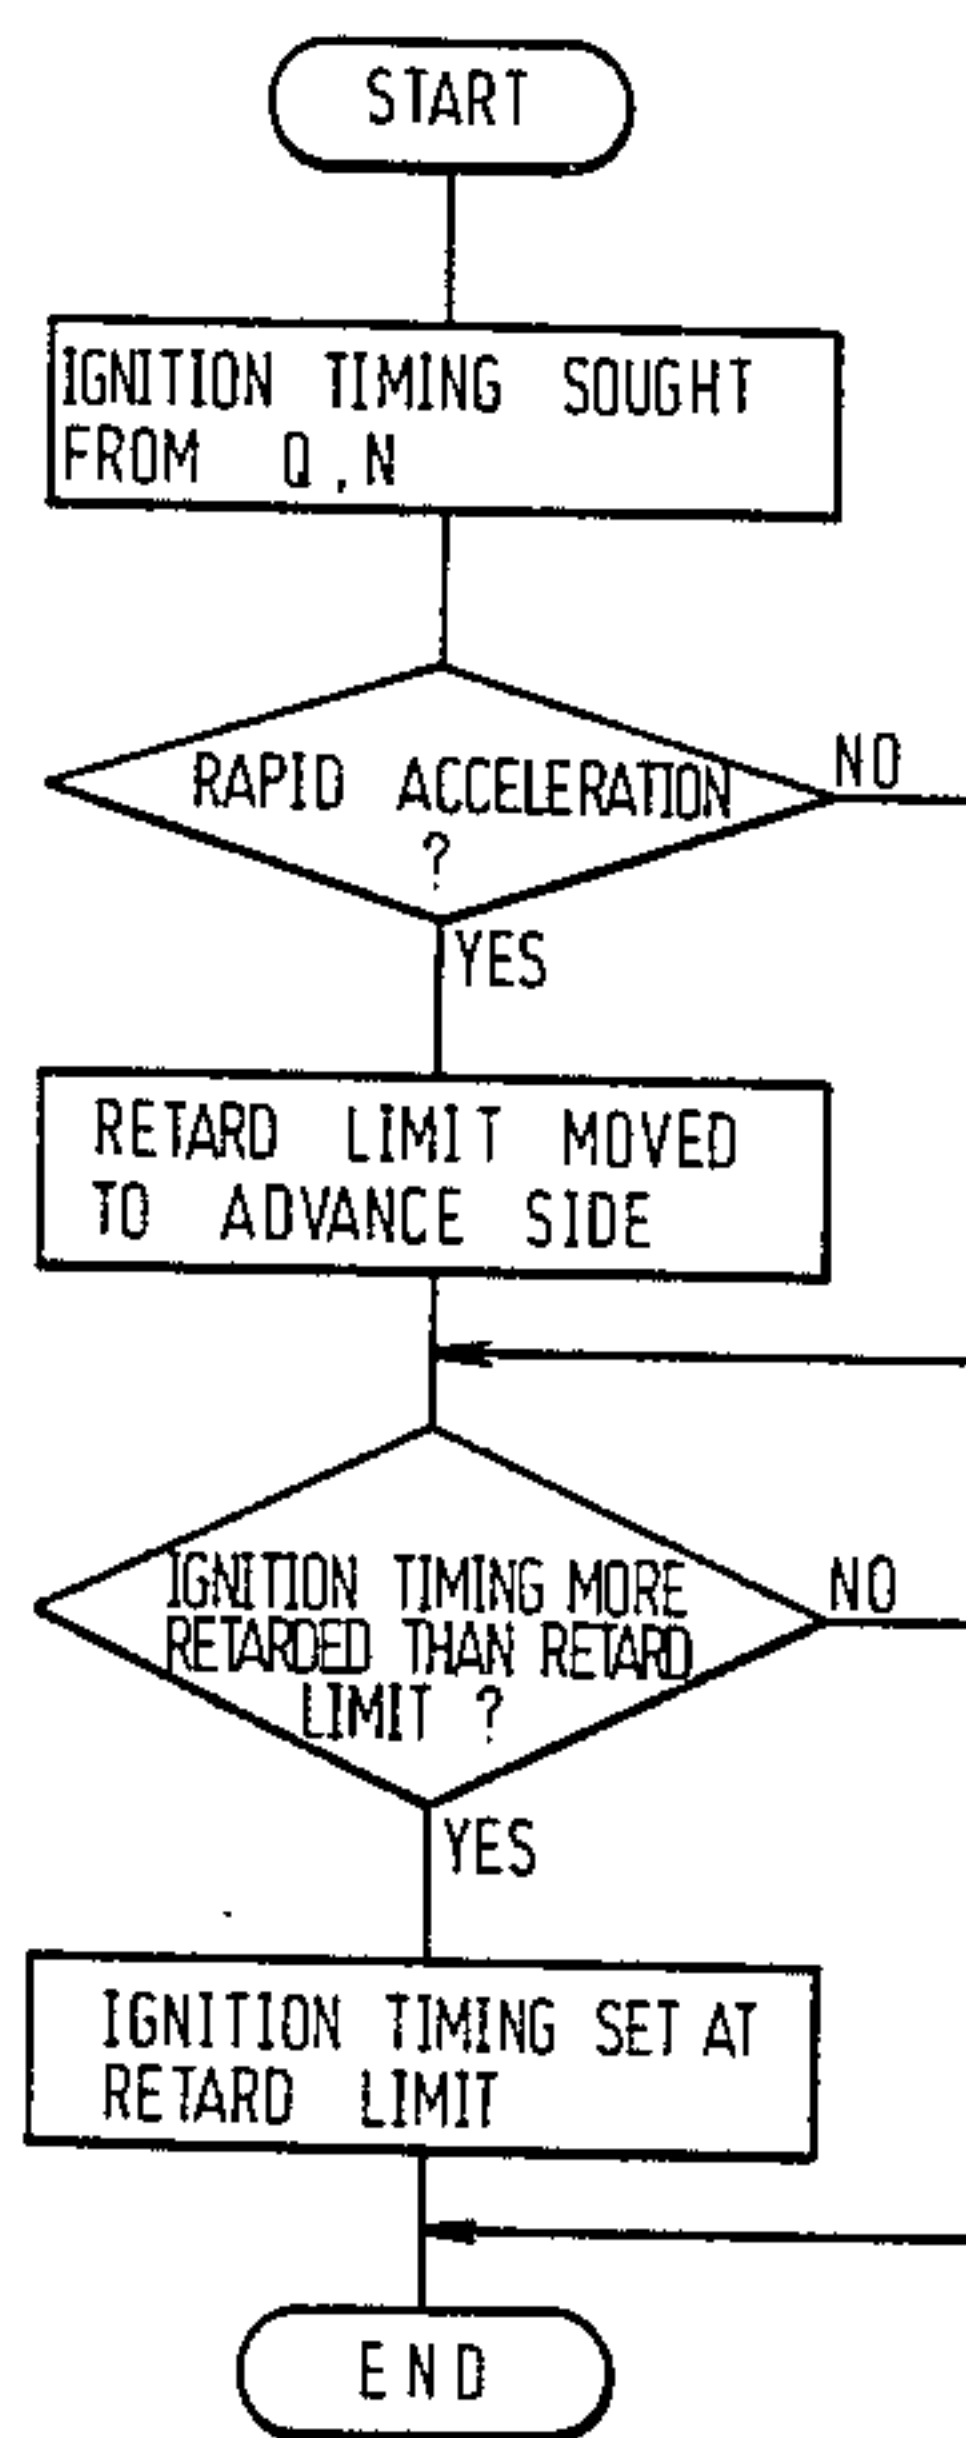 START
IGNITION TIMING SOUGHT
FROM Q, N
RAPID ACCELERATION
?
NO
YES
RETARD LIMIT MOVED
TO ADVANCE SIDE
IGNITION TIMING MORE
RETARDED THAN RETARD
LIMIT ?
NO
YES
IGNITION TIMING SET AT
RETARD LIMIT
END